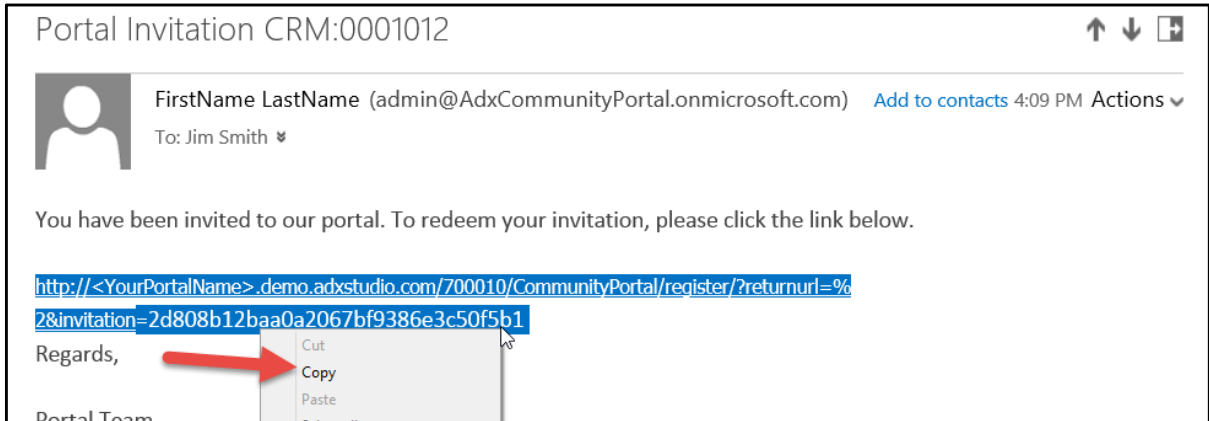 Portal Invitation CRM:0001012
FirstName LastName (admin@AdxCommunityPortal.onmicrosoft.com) Add to contacts 4:09 PM Actions
To: Jim Smith
You have been invited to our portal. To redeem your invitation, please click the link below.
http://<YourPortalName>.demo.adxstudio.com/700010/CommunityPortal/register/?returnurl=%
2&invitation=2d808b12baa0a2067bf9386e3c50f5b1
Regards,
Cut
Copy
Paste
Portal Team